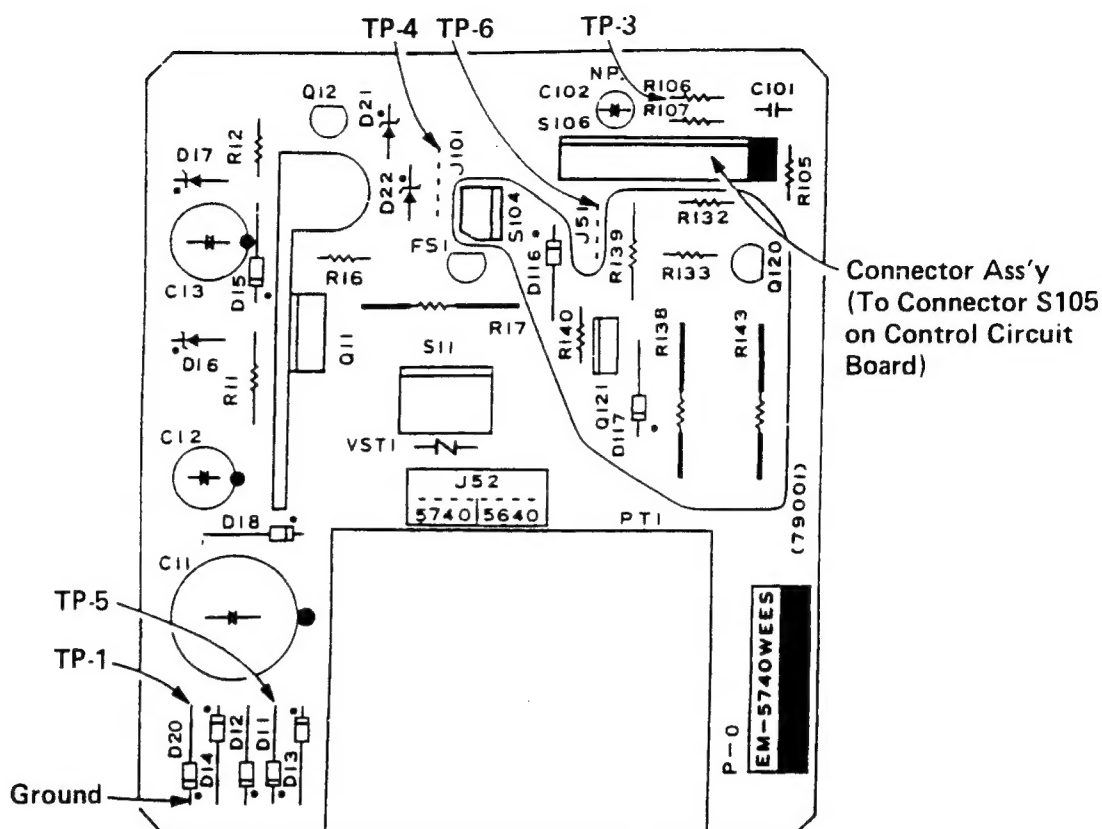 TP-4
TP-6
TP-3
NP.
Q12
D21
C102
R106
C101
R107
S106
R12
D17
J101
D22
R105
S104
J51
R132
FS1
D116
R139
R133
Q120
R16
C13
D15
Connector Ass'y
(To Connector S105
on Control Circuit
Board)
R17
R140
R138
R143
Q11
D16
R11
S11
Q121
D117
VST1
C12
J52
5740
5640
PT1
D18
(79001)
C11
TP-5
TP-1
D20
D14
D12
D11
D13
P-O
EM-5740WEES
Ground